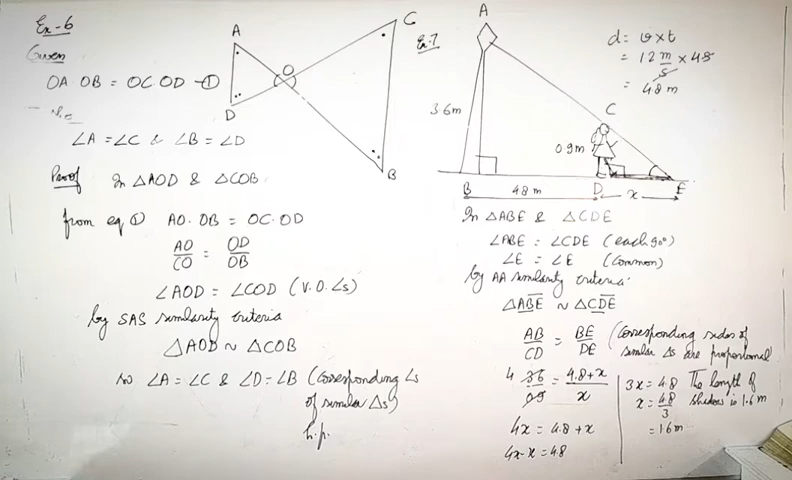 Ex-6
Given
OA OB = OC OD - ①
∠A = ∠C & ∠B = ∠D
Proof In △AOD & △COB
from eq ① AO. OB = OC. OD
AO/CO = OD/OB
∠AOD = ∠COD (V.O.∠s)
by SAS similarity criteria
△AOD ~ △COB
so ∠A = ∠C & ∠D = ∠B (Corresponding ∠s
of similar △s)
h.p.
A
O
D
C
B
Ex.7
A
3.6m
C
0.9m
B
4.8 m
D
x
E
d = v x t
= 1.2 m/s x 4s
= 4.8 m
In △ABE & △CDE
∠ABE = ∠CDE (each 90°)
∠E = ∠E (Common)
by AA similarity criteria
△ABE ~ △CDE
AB/CD = BE/DE (Corresponding sides of
similar △s are proportional
4 3.6/0.9 = 4.8+x/x
4x = 4.8 + x
4x-x = 4.8
3x = 4.8
x = 4.8/3
= 1.6m
The length of
shadow is 1.6 m